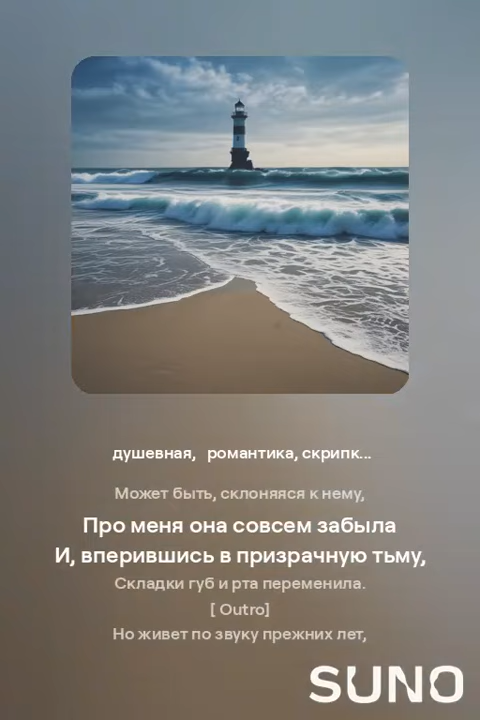 душевная, романтика, скрипк...
Может быть, склоняяся к нему,
Про меня она совсем забыла
И, вперившись в призрачную тьму,
Складки губ и рта переменила.
[ Outro]
Но живет по звуку прежних лет,
SUNO